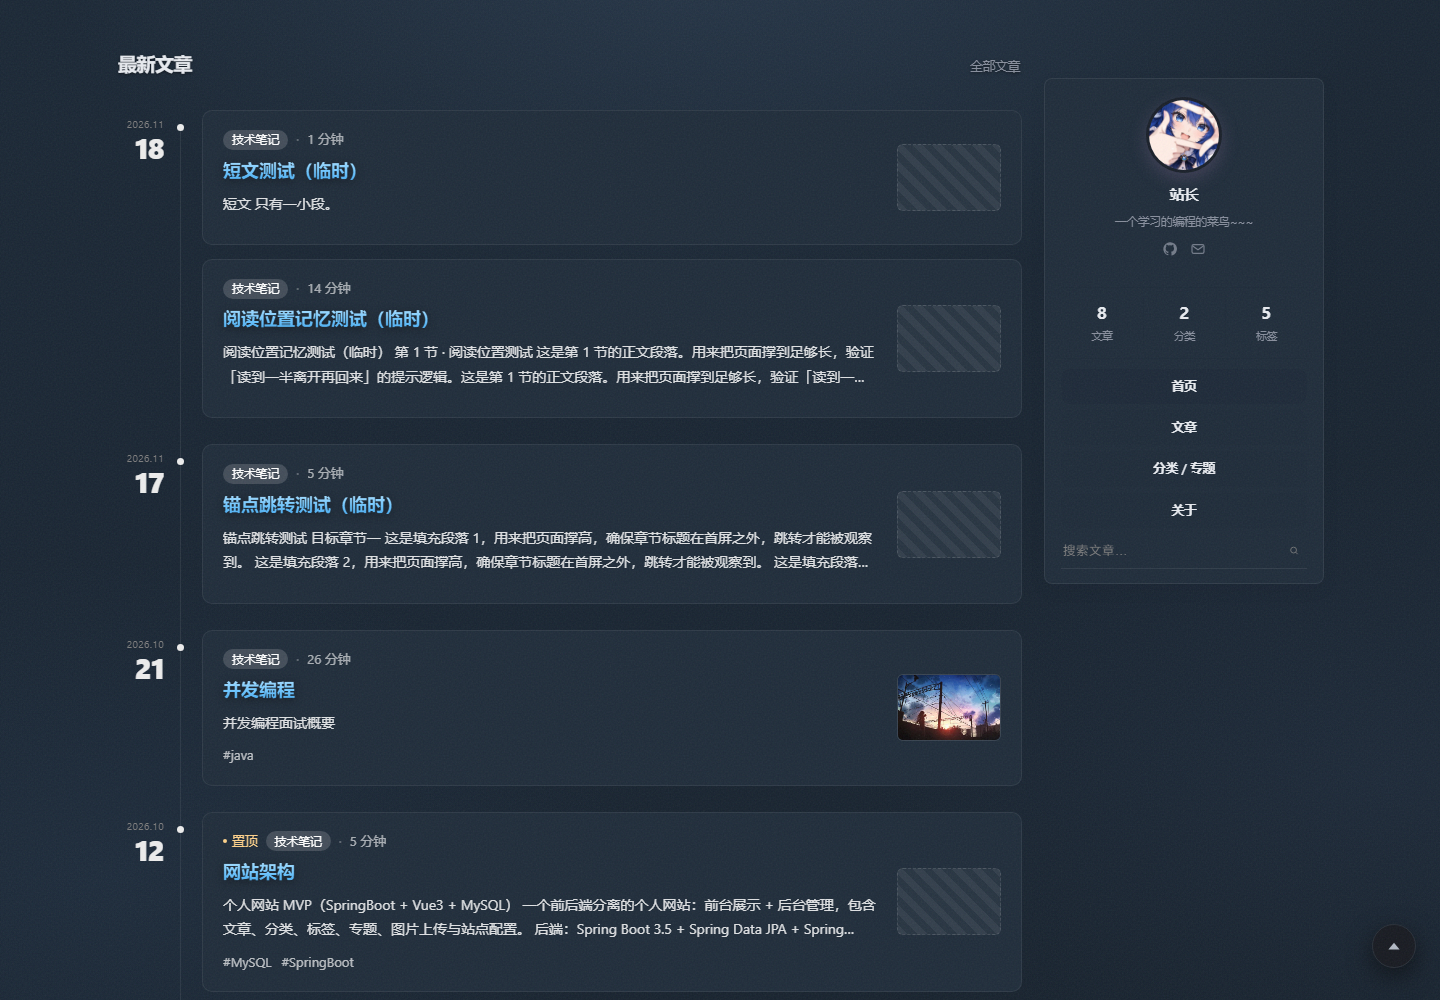 最新文章
全部文章
2026.11
18
技术笔记 · 1 分钟
短文测试（临时）
短文 只有一小段。
技术笔记 · 14 分钟
阅读位置记忆测试（临时）
阅读位置记忆测试（临时） 第 1 节 · 阅读位置测试 这是第 1 节的正文段落。用来把页面撑到足够长，验证
「读到一半离开再回来」的提示逻辑。这是第 1 节的正文段落。用来把页面撑到足够长，验证「读到一...
2026.11
17
技术笔记 · 5 分钟
锚点跳转测试（临时）
锚点跳转测试 目标章节一 这是填充段落 1，用来把页面撑高，确保章节标题在首屏之外，跳转才能被观察
到。 这是填充段落 2，用来把页面撑高，确保章节标题在首屏之外，跳转才能被观察到。 这是填充段落...
2026.10
21
技术笔记 · 26 分钟
并发编程
并发编程面试概要
#java
2026.10
12
• 置顶 技术笔记 · 5 分钟
网站架构
个人网站 MVP（SpringBoot + Vue3 + MySQL） 一个前后端分离的个人网站：前台展示 + 后台管理，包含
文章、分类、标签、专题、图片上传与站点配置。 后端：Spring Boot 3.5 + Spring Data JPA + Spring...
#MySQL #SpringBoot
站长
一个学习的编程的菜鸟~~~
8 2 5
文章 分类 标签
首页
文章
分类 / 专题
关于
搜索文章...